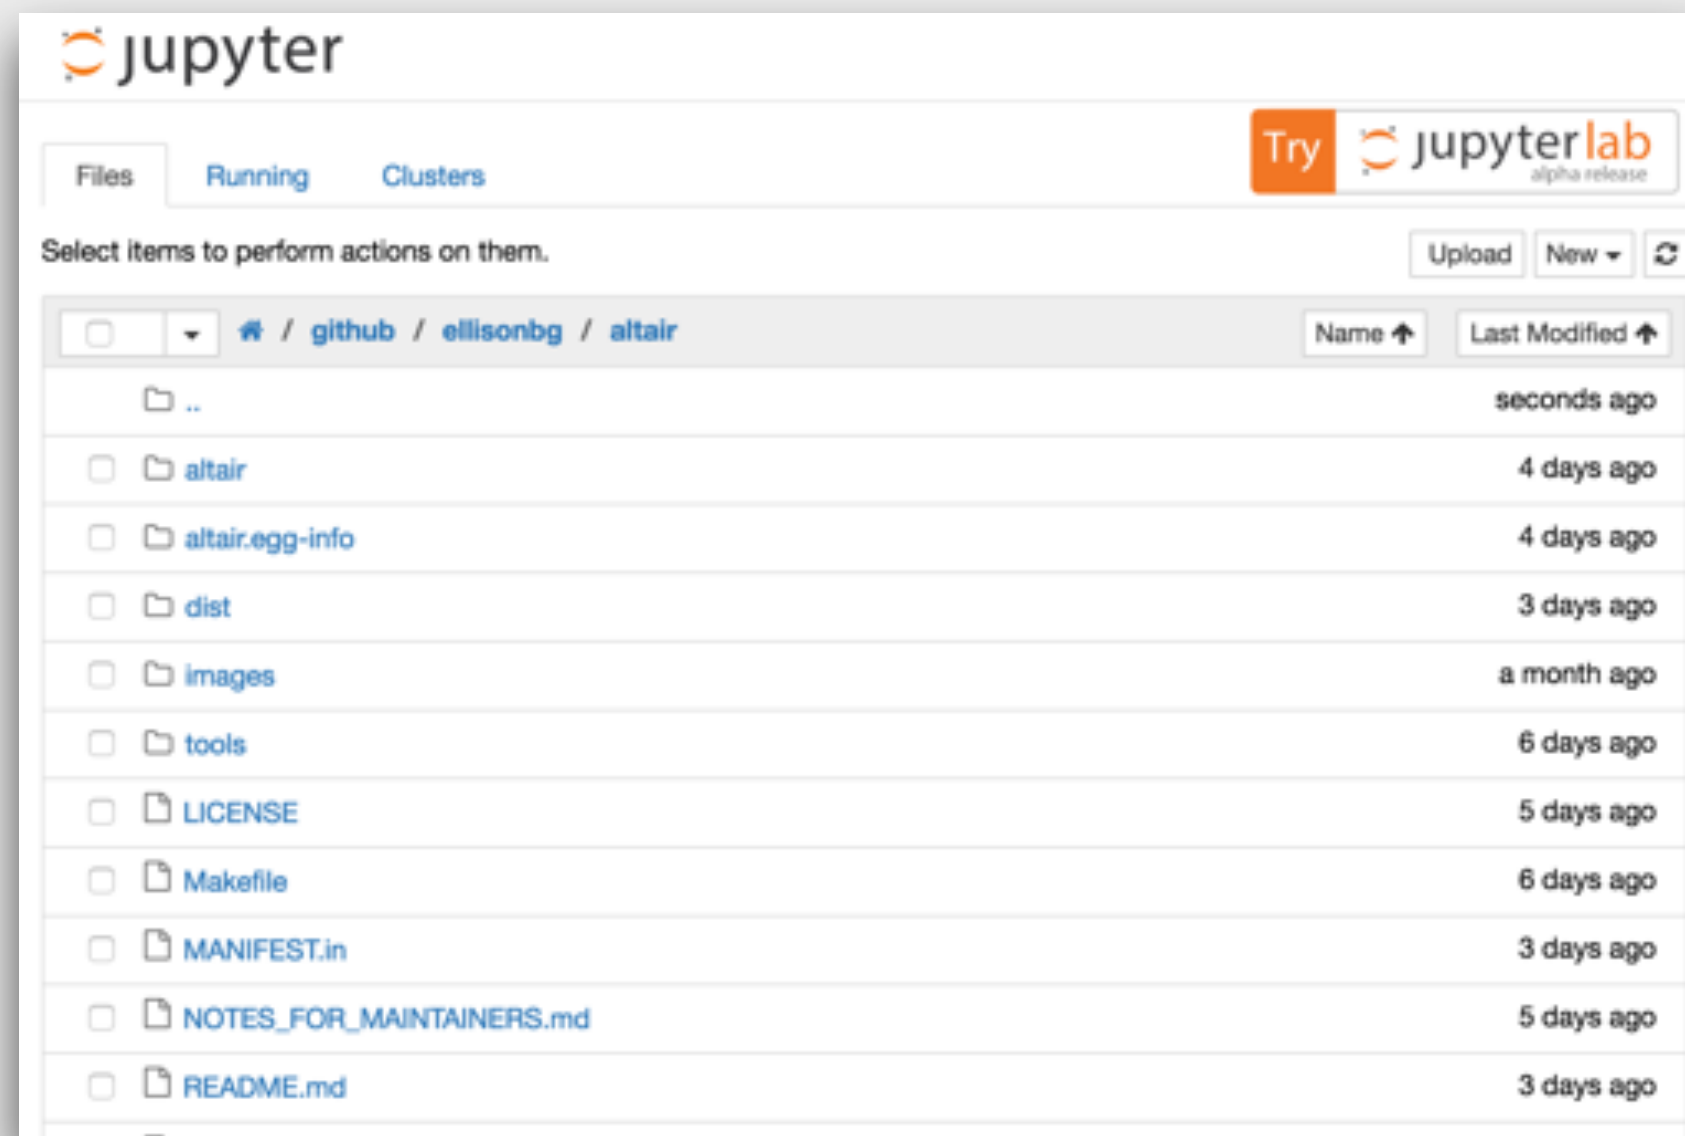 jupyter
Try jupyterlab
alpha release
Files Running Clusters
Select items to perform actions on them.
Upload New
/ github / ellisonbg / altair
Name Last Modified
.. seconds ago
altair 4 days ago
altair.egg-info 4 days ago
dist 3 days ago
images a month ago
tools 6 days ago
LICENSE 5 days ago
Makefile 6 days ago
MANIFEST.in 3 days ago
NOTES_FOR_MAINTAINERS.md 5 days ago
README.md 3 days ago